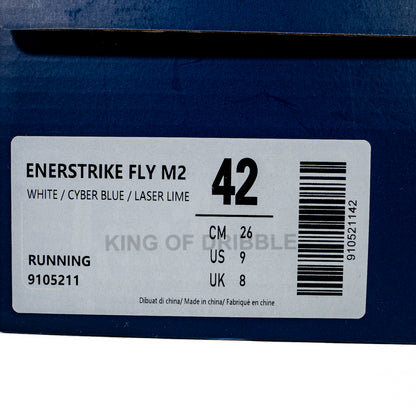 ENERSTRIKE FLY M2
WHITE / CYBER BLUE / LASER LIME
42
CM 26
KING OF DRIBBLE
US 9
UK 8
RUNNING
9105211
Dibuat di china/ Made in china/ Fabriqué en chine
910521142